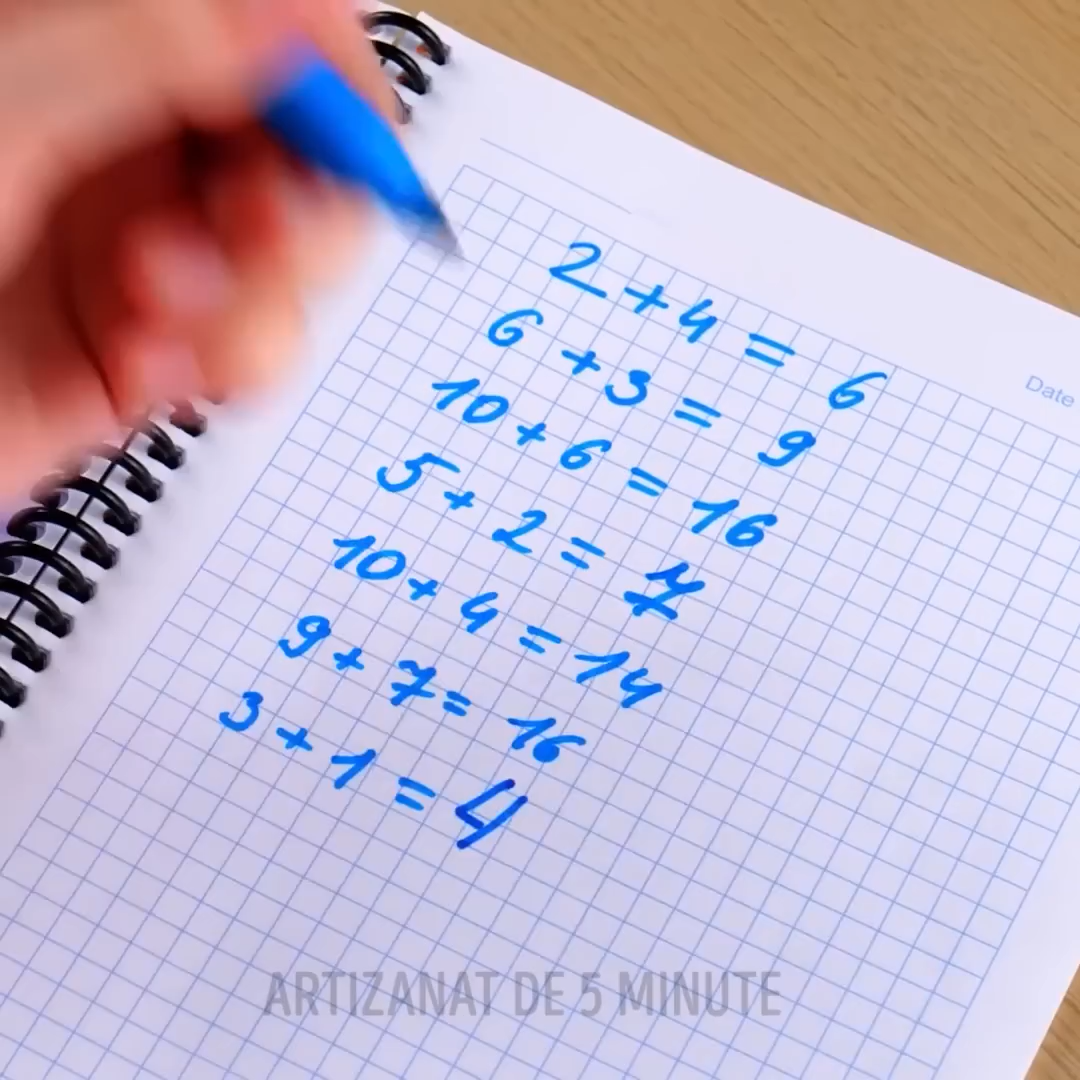 Date
2 + 4 = 6
6 + 3 = 9
10 + 6 = 16
5 + 2 = 7
10 + 4 = 14
9 + 7 = 16
3 + 1 = 4
ARTIZANAT DE 5 MINUTE